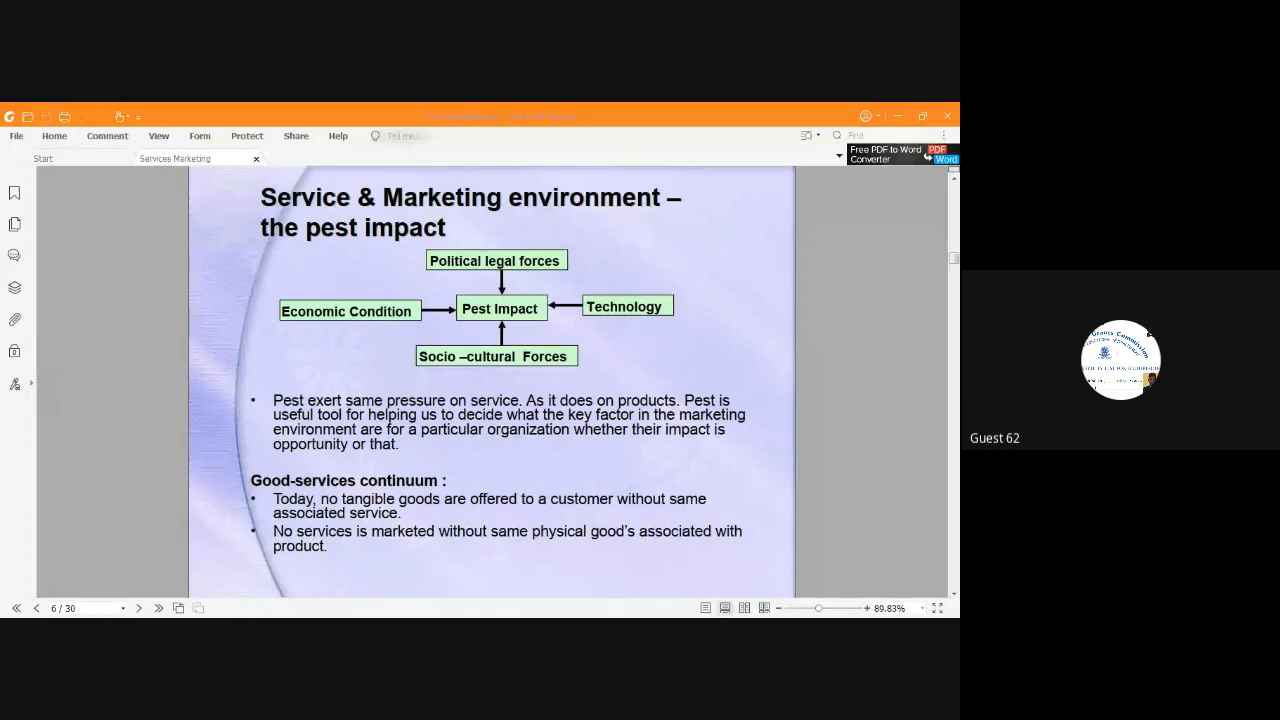 File Home Comment View Form Protect Share Help Tell me... Find
Start Services Marketing
Free PDF to Word PDF
Converter Word
Service & Marketing environment –
the pest impact
Political legal forces
Economic Condition Pest Impact Technology
Socio –cultural Forces
• Pest exert same pressure on service. As it does on products. Pest is
useful tool for helping us to decide what the key factor in the marketing
environment are for a particular organization whether their impact is
opportunity or that.
Good-services continuum :
• Today, no tangible goods are offered to a customer without same
associated service.
• No services is marketed without same physical good's associated with
product.
6 / 30
89.83%
Grants Commission
Guest 62